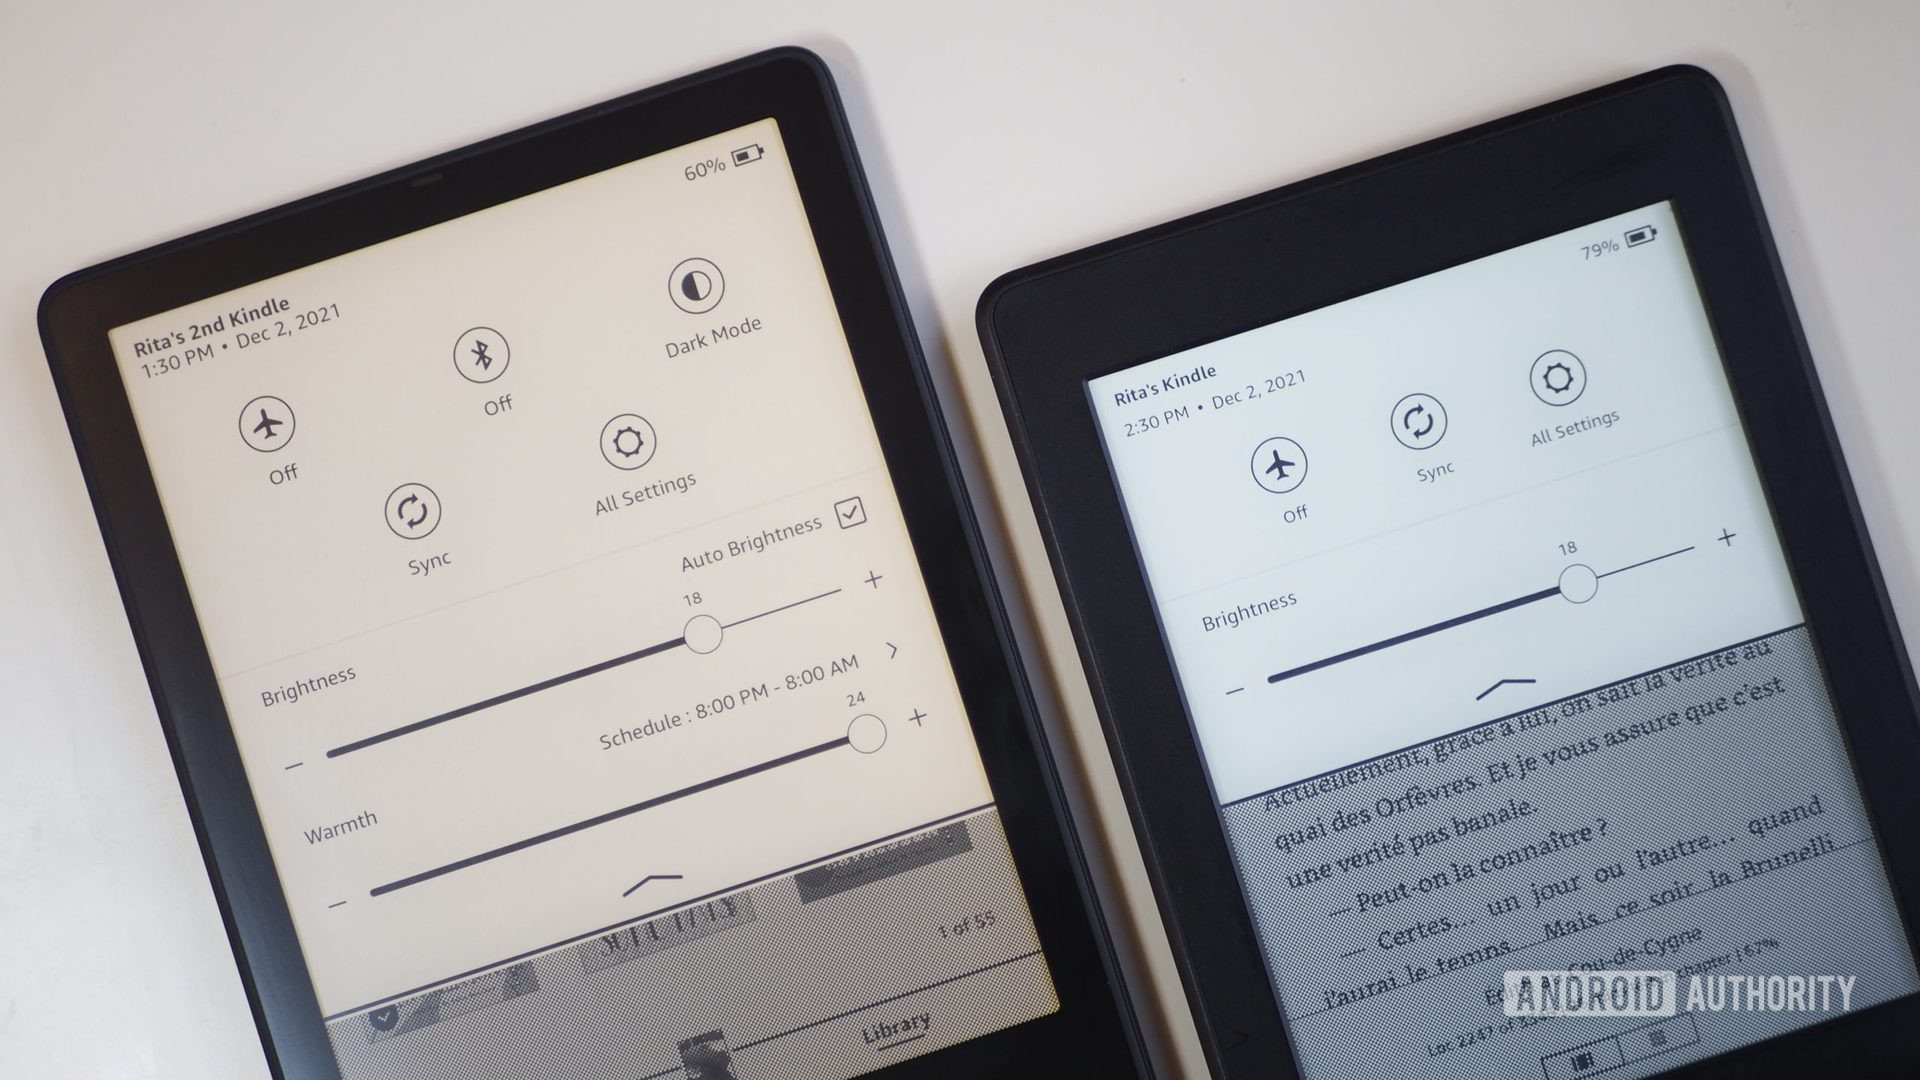 60%
Rita's 2nd Kindle
1:30 PM • Dec 2, 2021
Off
Off
Dark Mode
Sync
All Settings
Auto Brightness
Brightness
18
− +
Schedule : 8:00 PM - 8:00 AM >
Warmth
24
− +
1 of 55
Library
79%
Rita's Kindle
2:30 PM • Dec 2, 2021
Off
Sync
All Settings
Brightness
18
− +
Actuellement, grâce à lui, on sait la vérité au
quai des Orfèvres. Et je vous assure que c'est
une vérité pas banale.
— Peut-on la connaître ?
— Certes... un jour ou l'autre... quand
j'aurai le temps... Mais, ce soir, la Brunelli
Cou-de-Cygne
chapter | 67%
Loc 2247 of
ANDROID AUTHORITY